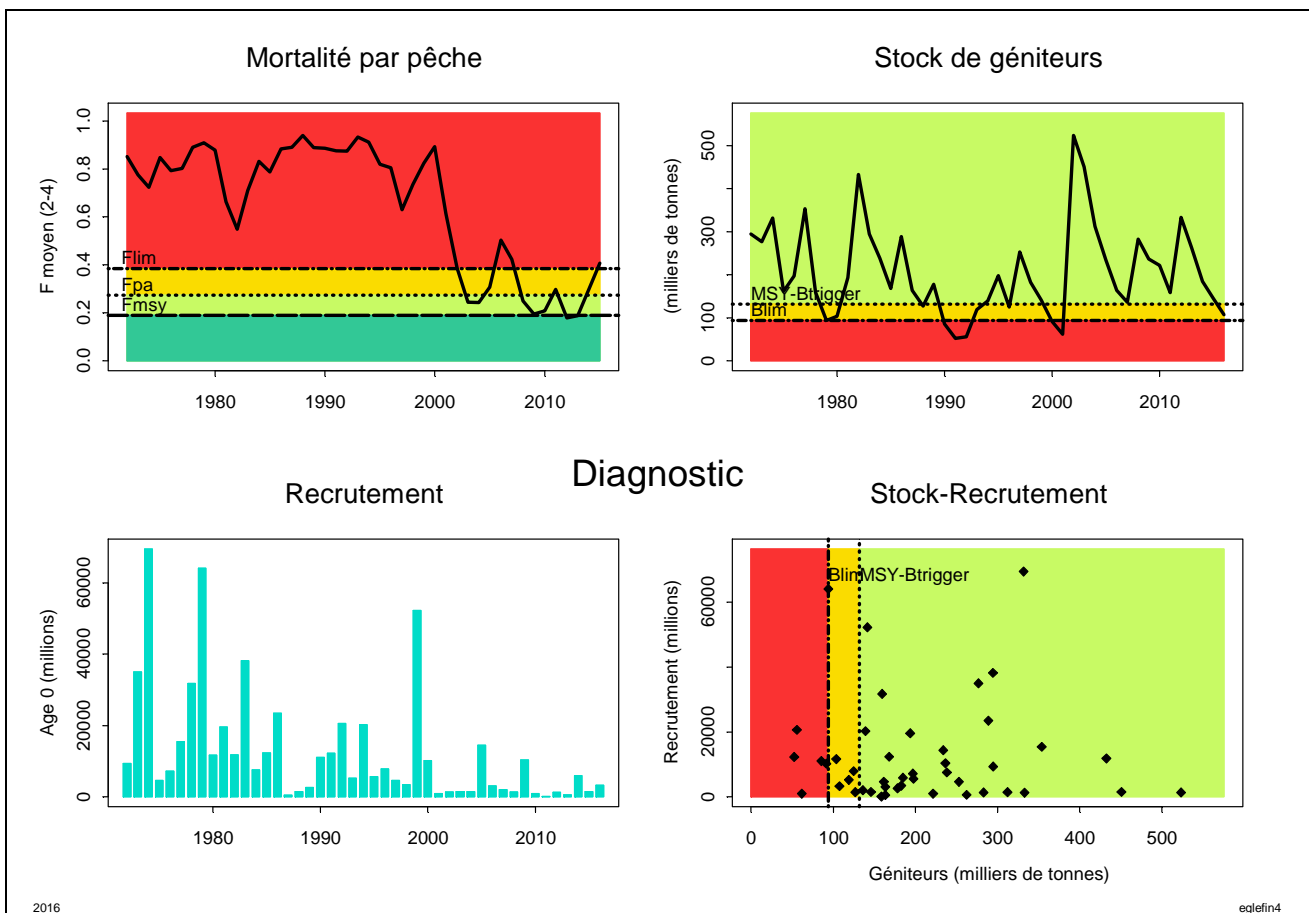 Mortalité par pêche
F moyen (2-4)
0.0 0.2 0.4 0.6 0.8 1.0
Flim
Fpa
Fmsy
1980 1990 2000 2010
Stock de géniteurs
(milliers de tonnes)
0 100 300 500
MSY-Btrigger
Blim
1980 1990 2000 2010
Diagnostic
Recrutement
Age 0 (millions)
0 20000 40000 60000
1980 1990 2000 2010
Stock-Recrutement
Recrutement (millions)
0 20000 60000
Blim MSY-Btrigger
0 100 200 300 400 500
Géniteurs (milliers de tonnes)
2016
eglefin4